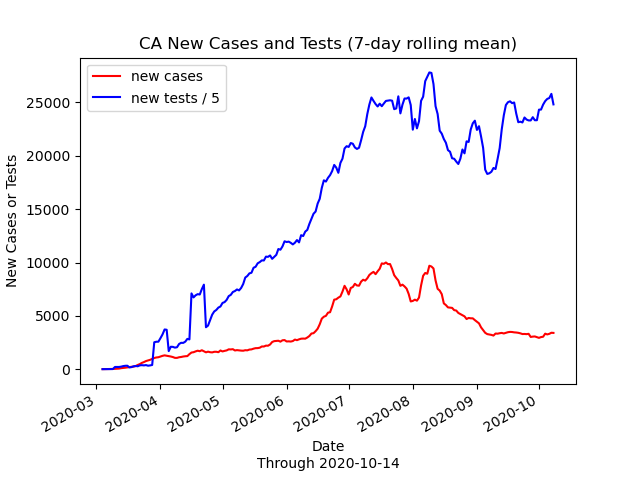 CA New Cases and Tests (7-day rolling mean)
new cases
new tests / 5
New Cases or Tests
25000
20000
15000
10000
5000
0
2020-03
2020-04
2020-05
2020-06
2020-07
2020-08
2020-09
2020-10
Date
Through 2020-10-14